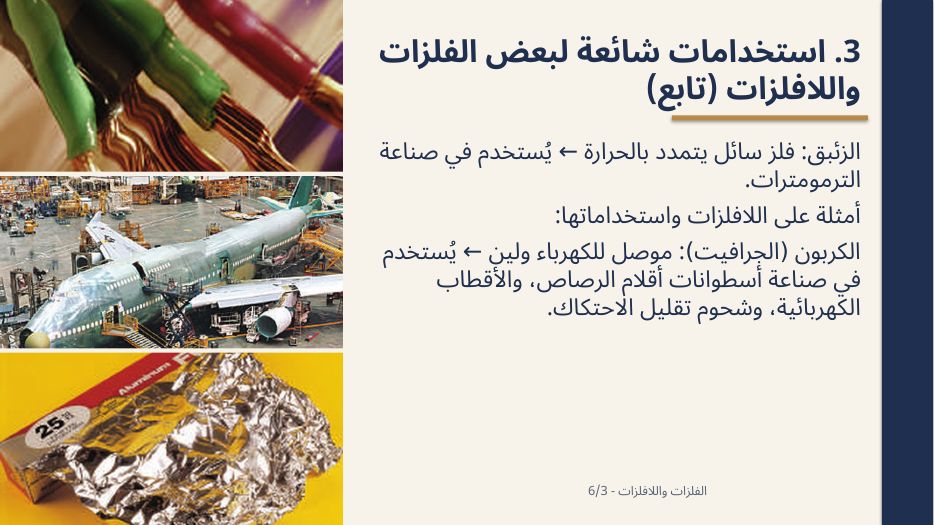 3. استخدامات شائعة لبعض الفلزات
واللافلزات (تابع)
الزئبق: فلز سائل يتمدد بالحرارة ← يُستخدم في صناعة
الترمومترات.
أمثلة على اللافلزات واستخداماتها:
الكربون (الجرافيت): موصل للكهرباء ولين ← يُستخدم
في صناعة أسطوانات أقلام الرصاص، والأقطاب
الكهربائية، وشحوم تقليل الاحتكاك.
Aluminum
25
الفلزات واللافلزات - 6/3